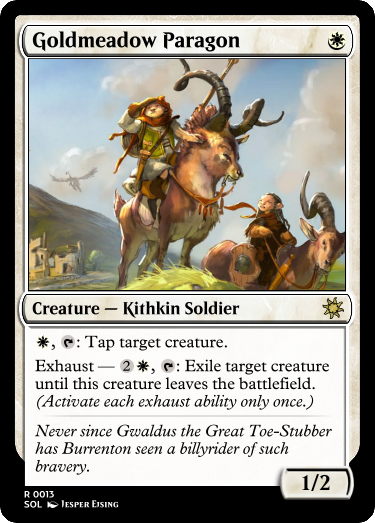 Goldmeadow Paragon
Creature — Kithkin Soldier
, : Tap target creature.
Exhaust — 2, : Exile target creature
until this creature leaves the battlefield.
(Activate each exhaust ability only once.)
Never since Gwaldus the Great Toe-Stubber
has Burrenton seen a billyrider of such
bravery.
1/2
R 0013
SOL Jesper Eising